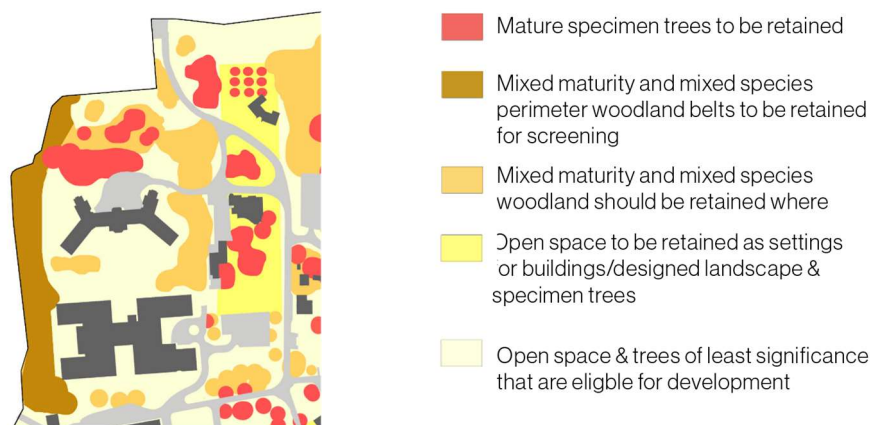 Mature specimen trees to be retained
Mixed maturity and mixed species
perimeter woodland belts to be retained
for screening
Mixed maturity and mixed species
woodland should be retained where
Open space to be retained as settings
for buildings/designed landscape &
specimen trees
Open space & trees of least significance
that are eligble for development